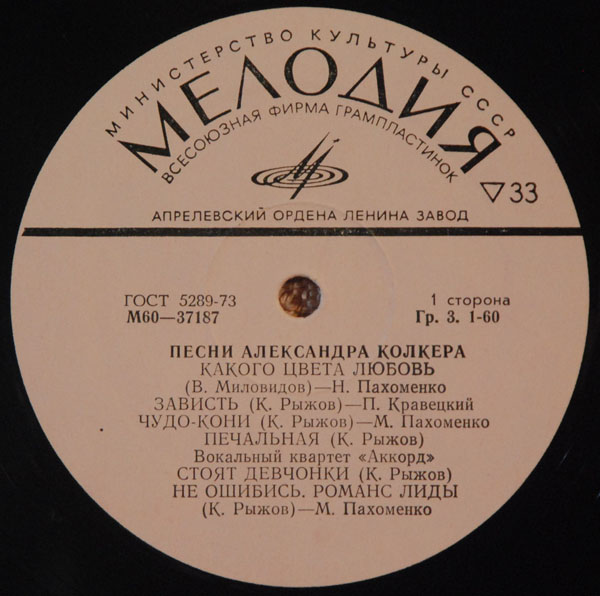 МИНИСТЕРСТВО КУЛЬТУРЫ СССР
МЕЛОДИЯ
ВСЕСОЮЗНАЯ ФИРМА ГРАМПЛАСТИНОК
33
АПРЕЛЕВСКИЙ ОРДЕНА ЛЕНИНА ЗАВОД
ГОСТ 5289-73
М60—37187
1 сторона
Гр. 3. 1-60
ПЕСНИ АЛЕКСАНДРА КОЛКЕРА
КАКОГО ЦВЕТА ЛЮБОВЬ
(В. Миловидов)—Н. Пахоменко
ЗАВИСТЬ (К. Рыжов)—П. Кравецкий
ЧУДО-КОНИ (К. Рыжов)—М. Пахоменко
ПЕЧАЛЬНАЯ (К. Рыжов)
Вокальный квартет «Аккорд»
СТОЯТ ДЕВЧОНКИ (К. Рыжов)
НЕ ОШИБИСЬ. РОМАНС ЛИДЫ
(К. Рыжов)—М. Пахоменко